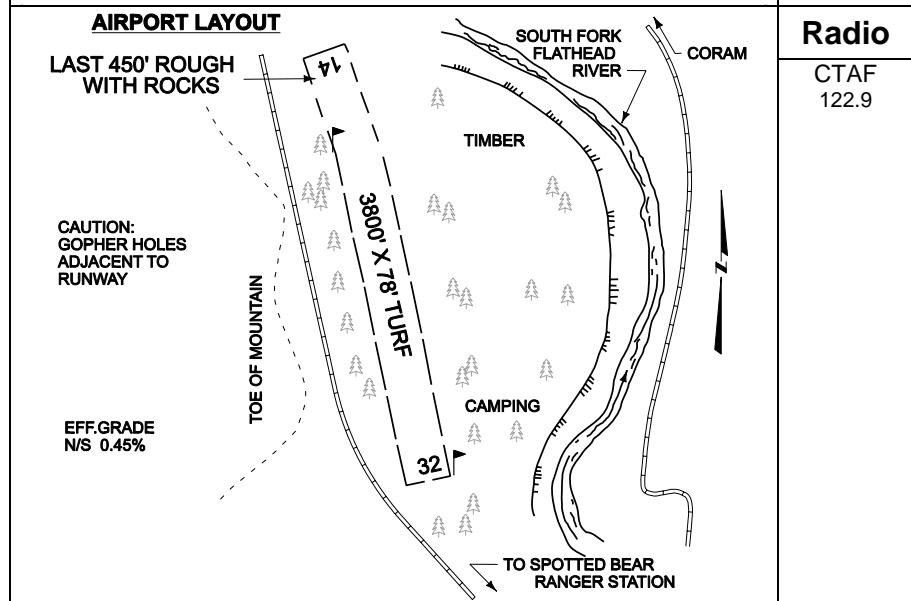 AIRPORT LAYOUT
LAST 450' ROUGH
WITH ROCKS
14
SOUTH FORK
FLATHEAD
RIVER
CORAM
TIMBER
CAUTION:
GOPHER HOLES
ADJACENT TO
RUNWAY
3800' X 78' TURF
N
TOE OF MOUNTAIN
CAMPING
EFF.GRADE
N/S 0.45%
32
TO SPOTTED BEAR
RANGER STATION
Radio
CTAF
122.9